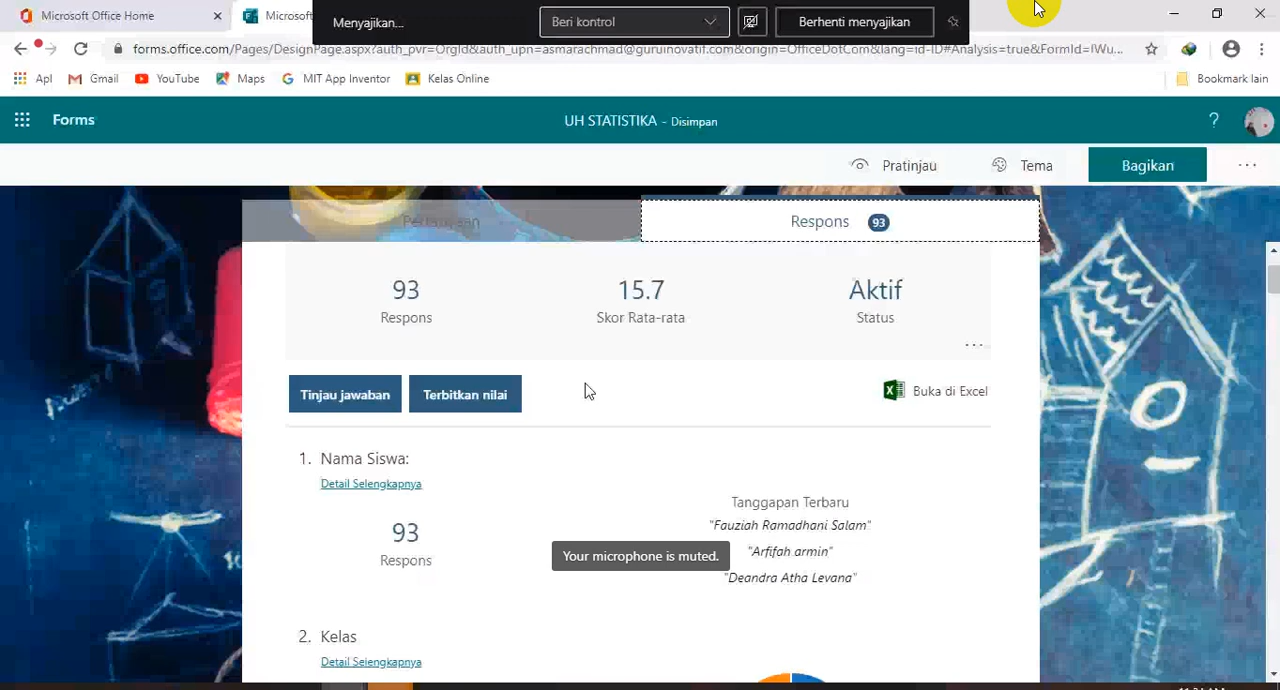 Microsoft Office Home
Microsof
Menyajikan...
Beri kontrol
Berhenti menyajikan
forms.office.com/Pages/DesignPage.aspx?auth_pvr=OrgId&auth_upn=asmarachmad@guruinovatif.com&origin=OfficeDotCom&lang=id-ID#Analysis=true&FormId=IWu...
Apl
Gmail
YouTube
Maps
MIT App Inventor
Kelas Online
Bookmark lain
Forms
UH STATISTIKA - Disimpan
?
Pratinjau
Tema
Bagikan
Pertanyaan
Respons 93
93
Respons
15.7
Skor Rata-rata
Aktif
Status
Tinjau jawaban
Terbitkan nilai
Buka di Excel
1. Nama Siswa:
Detail Selengkapnya
93
Respons
Tanggapan Terbaru
"Fauziah Ramadhani Salam"
"Arfifah armin"
"Deandra Atha Levana"
Your microphone is muted.
2. Kelas
Detail Selengkapnya